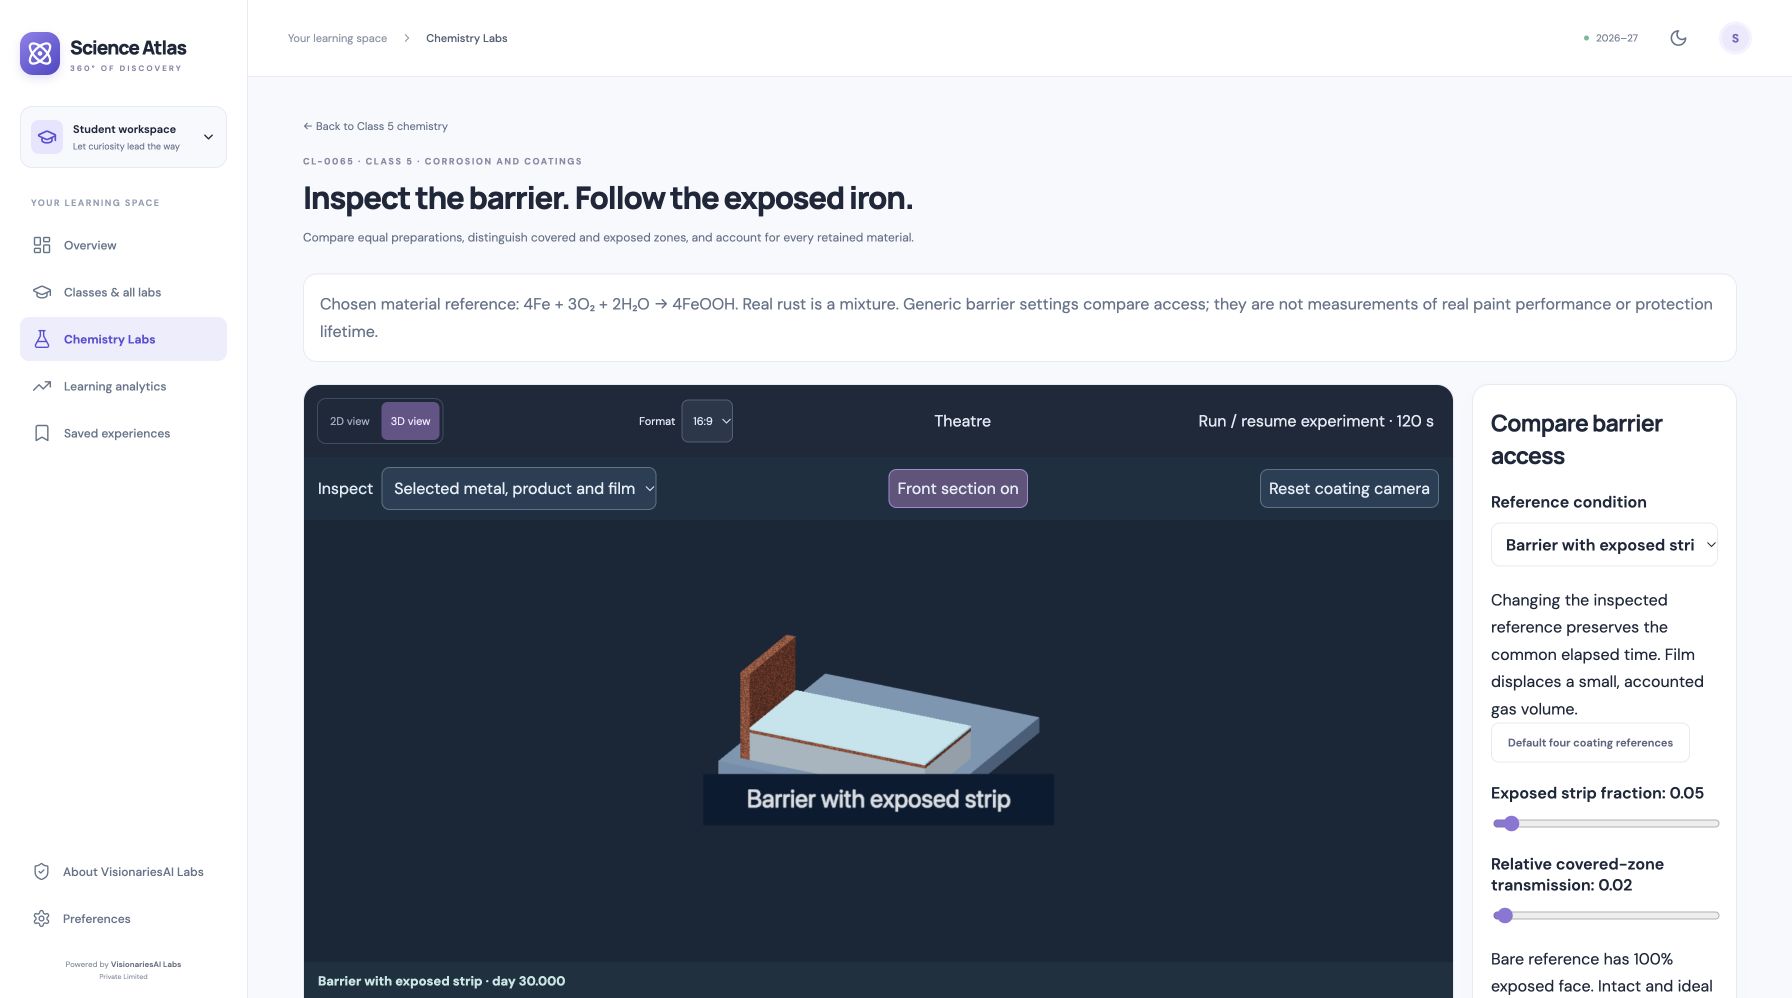 Science Atlas
360° OF DISCOVERY
Student workspace
Let curiosity lead the way
YOUR LEARNING SPACE
Overview
Classes & all labs
Chemistry Labs
Learning analytics
Saved experiences
About VisionariesAI Labs
Preferences
Powered by VisionariesAI Labs
Private Limited
Your learning space
Chemistry Labs
2026–27
S
← Back to Class 5 chemistry
CL-0065 · CLASS 5 · CORROSION AND COATINGS
Inspect the barrier. Follow the exposed iron.
Compare equal preparations, distinguish covered and exposed zones, and account for every retained material.
Chosen material reference: 4Fe + 3O₂ + 2H₂O → 4FeOOH. Real rust is a mixture. Generic barrier settings compare access; they are not measurements of real paint performance or protection
lifetime.
2D view
3D view
Format
16:9
Theatre
Run / resume experiment · 120 s
Inspect
Selected metal, product and film
Front section on
Reset coating camera
Barrier with exposed strip
Barrier with exposed strip · day 30.000
Compare barrier
access
Reference condition
Barrier with exposed stri
Changing the inspected
reference preserves the
common elapsed time. Film
displaces a small, accounted
gas volume.
Default four coating references
Exposed strip fraction: 0.05
Relative covered-zone
transmission: 0.02
Bare reference has 100%
exposed face. Intact and ideal